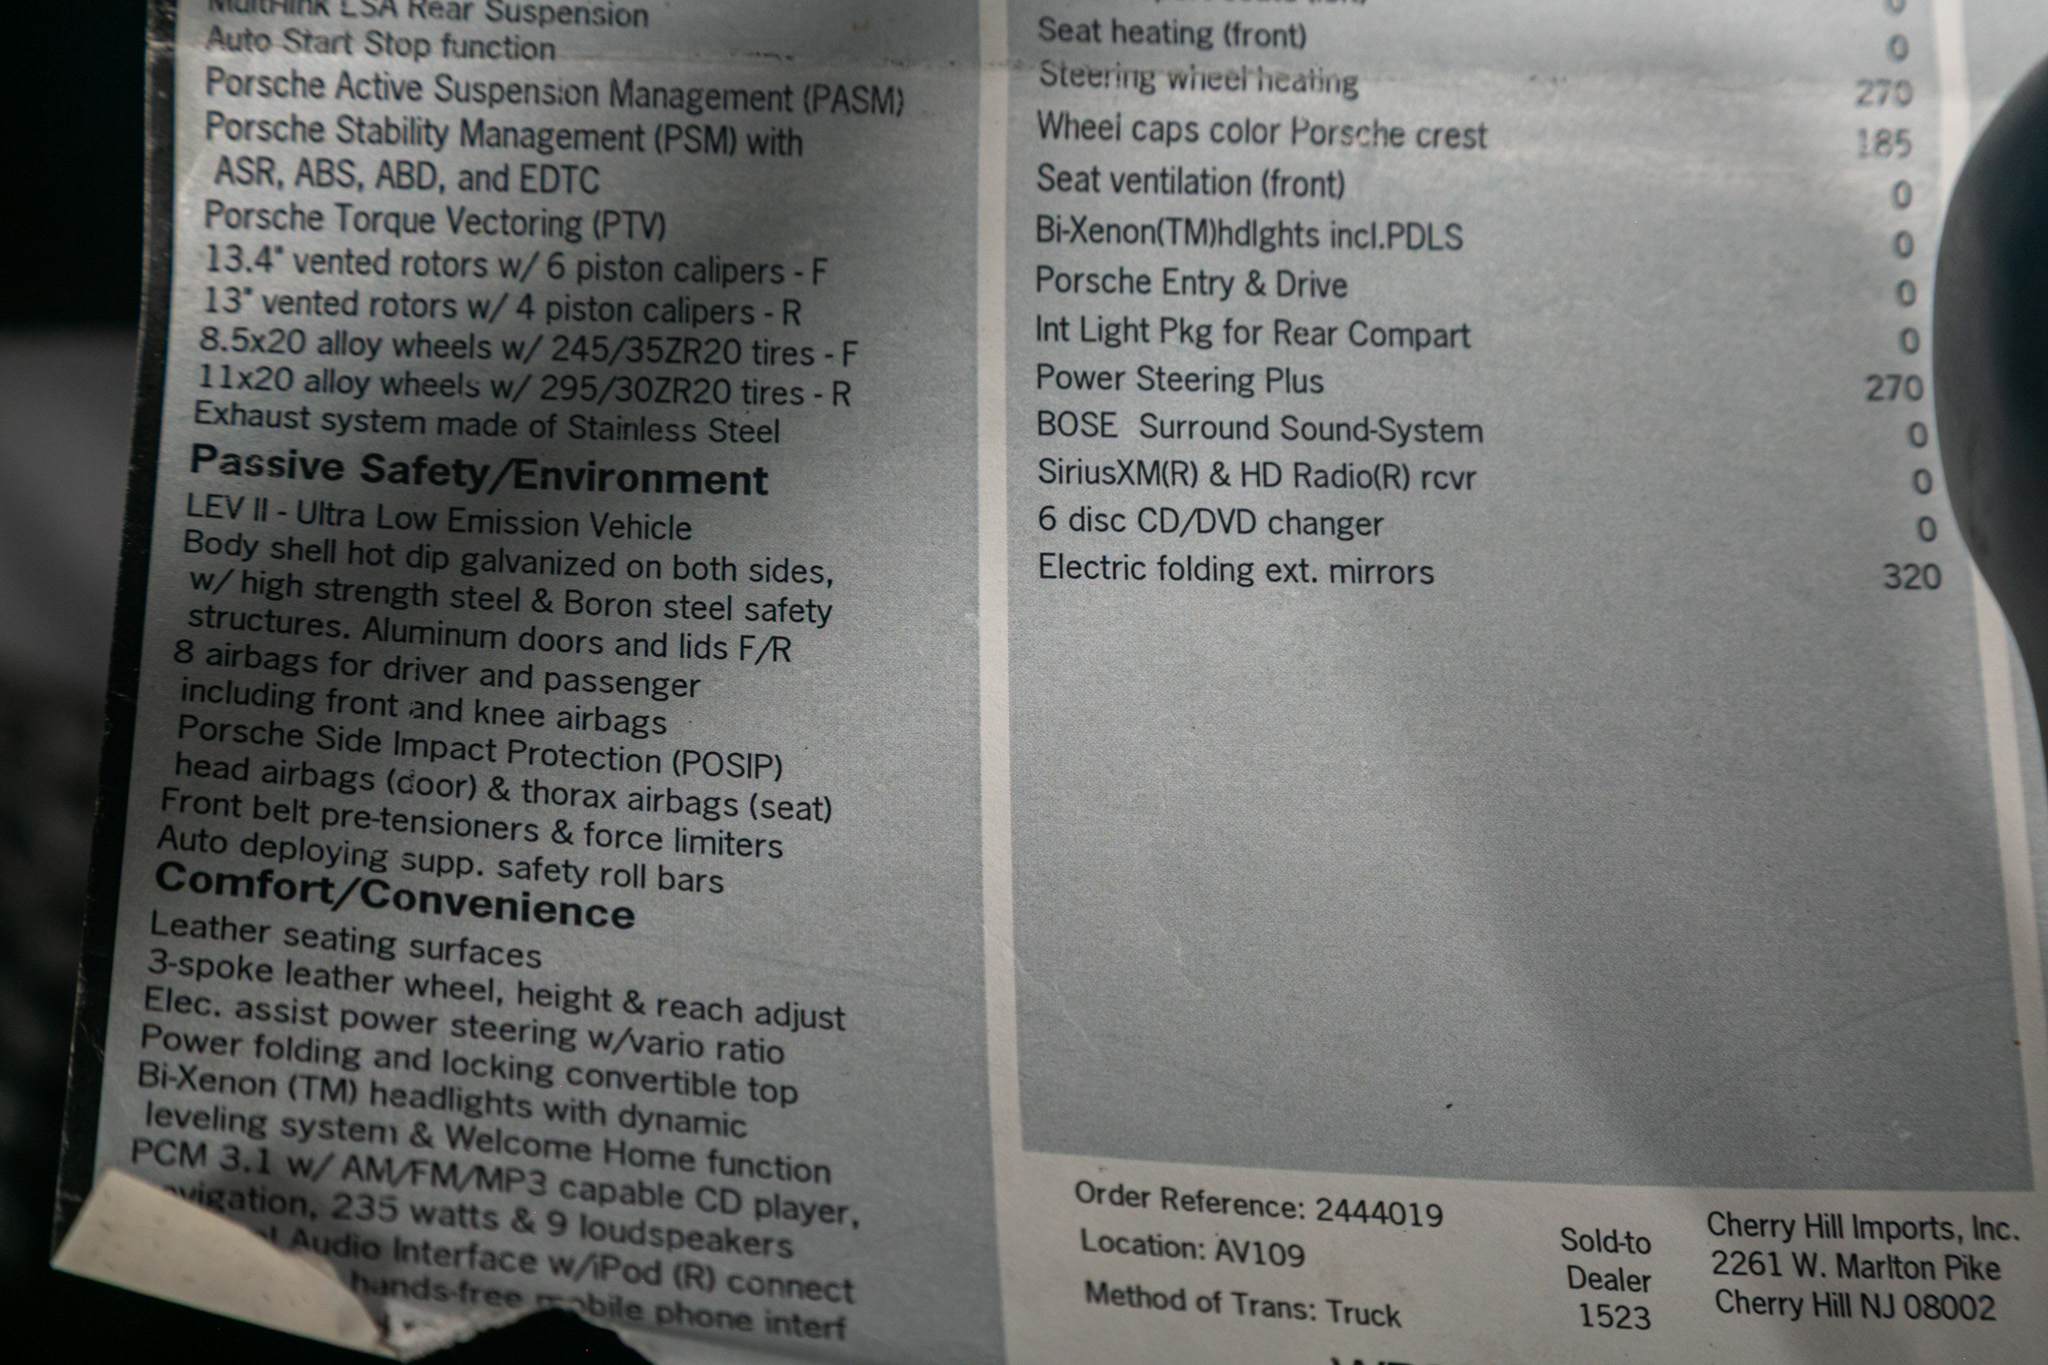 Multi-link LSA Rear Suspension
Auto Start Stop function
Porsche Active Suspension Management (PASM)
Porsche Stability Management (PSM) with
ASR, ABS, ABD, and EDTC
Porsche Torque Vectoring (PTV)
13.4" vented rotors w/ 6 piston calipers - F
13" vented rotors w/ 4 piston calipers - R
8.5x20 alloy wheels w/ 245/35ZR20 tires - F
11x20 alloy wheels w/ 295/30ZR20 tires - R
Exhaust system made of Stainless Steel
Passive Safety/Environment
LEV II - Ultra Low Emission Vehicle
Body shell hot dip galvanized on both sides,
w/ high strength steel & Boron steel safety
structures. Aluminum doors and lids F/R
8 airbags for driver and passenger
including front and knee airbags
Porsche Side Impact Protection (POSIP)
head airbags (door) & thorax airbags (seat)
Front belt pre-tensioners & force limiters
Auto deploying supp. safety roll bars
Comfort/Convenience
Leather seating surfaces
3-spoke leather wheel, height & reach adjust
Elec. assist power steering w/vario ratio
Power folding and locking convertible top
Bi-Xenon (TM) headlights with dynamic
leveling system & Welcome Home function
PCM 3.1 w/ AM/FM/MP3 capable CD player,
vigation, 235 watts & 9 loudspeakers
l Audio Interface w/iPod (R) connect
hands-free mobile phone interf
0
Seat heating (front) 0
Steering wheel heating 270
Wheel caps color Porsche crest 185
Seat ventilation (front) 0
Bi-Xenon(TM)hdlghts incl.PDLS 0
Porsche Entry & Drive 0
Int Light Pkg for Rear Compart 0
Power Steering Plus 270
BOSE Surround Sound-System 0
SiriusXM(R) & HD Radio(R) rcvr 0
6 disc CD/DVD changer 0
Electric folding ext. mirrors 320
Order Reference: 2444019
Location: AV109
Method of Trans: Truck
Sold-to
Dealer
1523
Cherry Hill Imports, Inc.
2261 W. Marlton Pike
Cherry Hill NJ 08002